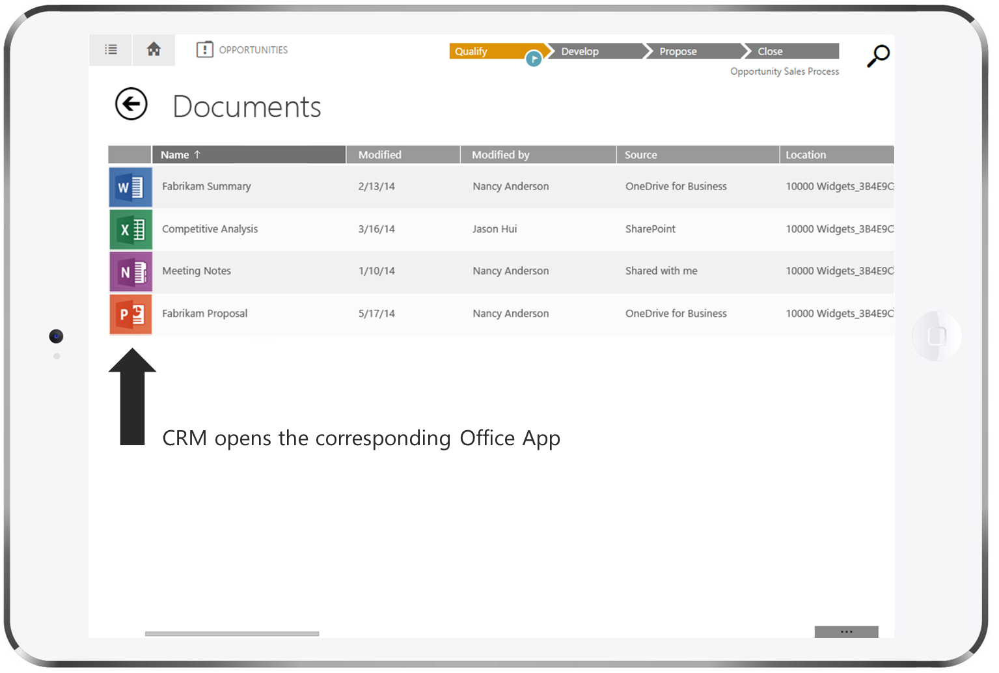 OPPORTUNITIES
Qualify Develop Propose Close
Opportunity Sales Process
Documents
Name ↑ Modified Modified by Source Location
W Fabrikam Summary 2/13/14 Nancy Anderson OneDrive for Business 10000 Widgets_3B4E9C
X Competitive Analysis 3/16/14 Jason Hui SharePoint 10000 Widgets_3B4E9C
N Meeting Notes 1/10/14 Nancy Anderson Shared with me 10000 Widgets_3B4E9C
P Fabrikam Proposal 5/17/14 Nancy Anderson OneDrive for Business 10000 Widgets_3B4E9C
CRM opens the corresponding Office App
...